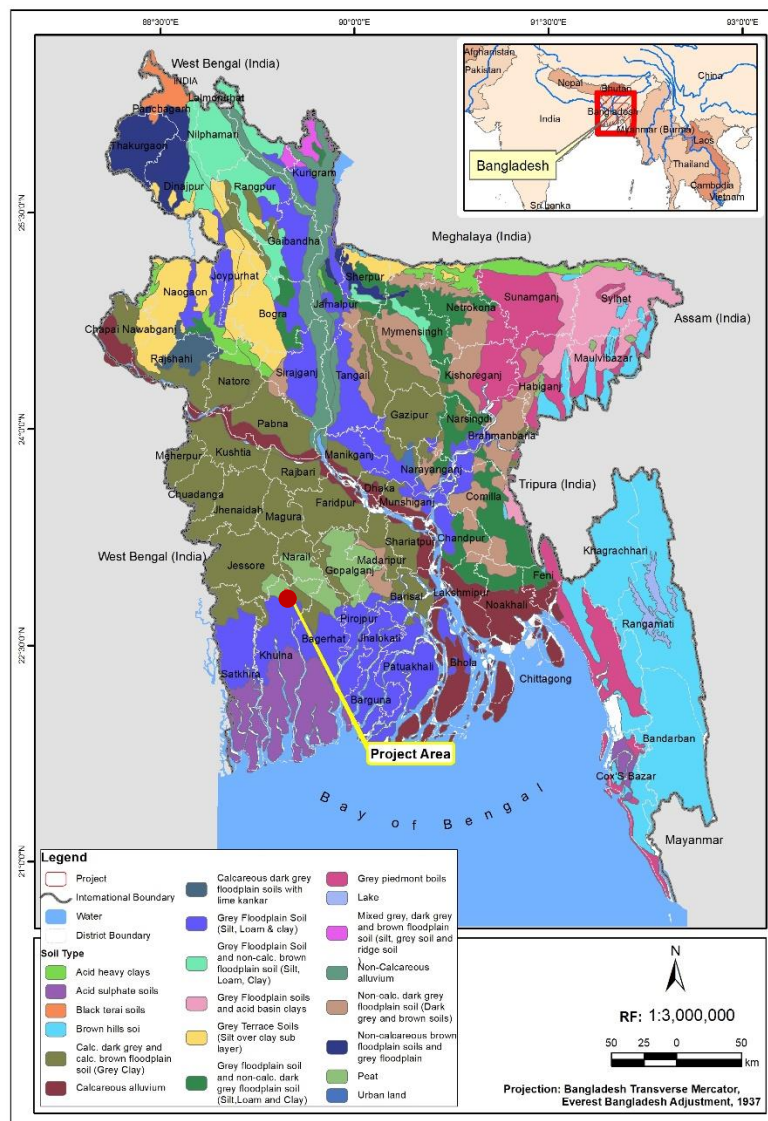 88°30'0"E 90°0'0"E 91°30'0"E 93°0'0"E
West Bengal (India)
INDIA
Lalmonirhat
Panchagarh
Nilphamari
Thakurgaon
Kurigram
Dinajpur
Rangpur
Gaibandha
25°30'0"N
Meghalaya (India)
Joypurhat
Sherpur
Naogaon
Sunamganj
Sylhet
Jamalpur
Netrokona
Bogra
Assam (India)
Chapai Nawabganj
Mymensingh
Rajshahi
Maulvibazar
Sirajganj
Tangail
Kishoreganj
Habiganj
Natore
Gazipur
Narsingdi
24°0'0"N
Pabna
Brahmanbaria
Meherpur
Kushtia
Manikganj
Narayanganj
Rajbari
Dhaka
Tripura (India)
Chuadanga
Faridpur
Munshiganj
Comilla
Jhenaidah
Magura
Shariatpur
Chandpur
West Bengal (India)
Narail
Madaripur
Khagrachhari
Jessore
Gopalganj
Feni
Barisal
Lakshmipur
Noakhali
Rangamati
Pirojpur
22°30'0"N
Bagerhat
Jhalokati
Khulna
Bhola
Satkhira
Patuakhali
Chittagong
Barguna
Bandarban
Project Area
Cox'S Bazar
Bay of Bengal
Mayanmar
21°0'0"N
Afghanistan
Pakistan
China
Nepal
Bhutan
India
Bangladesh
Myanmar (Burma)
Laos
Bangladesh
Thailand
Cambodia
Vietnam
Sri Lanka
Legend
Project
International Boundary
Water
District Boundary
Soil Type
Acid heavy clays
Acid sulphate soils
Black terai soils
Brown hills soi
Calc. dark grey and
calc. brown floodplain
soil (Grey Clay)
Calcareous alluvium
Calcareous dark grey
floodplain soils with
lime kankar
Grey Floodplain Soil
(Silt, Loam & clay)
Grey Floodplain Soil
and non-calc. brown
floodplain soil (Silt,
Loam, Clay)
Grey Floodplain soils
and acid basin clays
Grey Terrace Soils
(Silt over clay sub
layer)
Grey floodplain soil
and non-calc. dark
grey floodplain soil
(Silt,Loam and Clay)
Grey piedmont boils
Lake
Mixed grey, dark grey
and brown floodplain
soil (silt, grey soil and
ridge soil
)
Non-Calcareous
alluvium
Non-calc. dark grey
floodplain soil (Dark
grey and brown soils)
Non-calcareous brown
floodplain soils and
grey floodplain
Peat
Urban land
N
RF: 1:3,000,000
50 25 0 50
km
Projection: Bangladesh Transverse Mercator,
Everest Bangladesh Adjustment, 1937